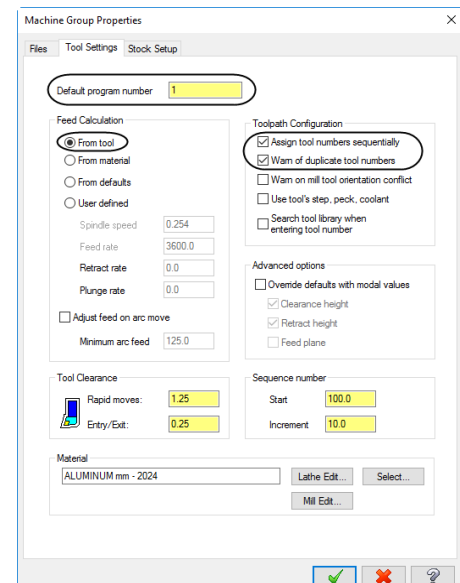 Machine Group Properties
Files Tool Settings Stock Setup
Default program number 1
Feed Calculation
From tool
From material
From defaults
User defined
Spindle speed 0.254
Feed rate 3600.0
Retract rate 0.0
Plunge rate 0.0
Adjust feed on arc move
Minimum arc feed 125.0
Toolpath Configuration
Assign tool numbers sequentially
Warn of duplicate tool numbers
Warn on mill tool orientation conflict
Use tool's step, peck, coolant
Search tool library when
entering tool number
Advanced options
Override defaults with modal values
Clearance height
Retract height
Feed plane
Tool Clearance
Rapid moves: 1.25
Entry/Exit: 0.25
Sequence number
Start 100.0
Increment 10.0
Material
ALUMINUM mm - 2024 Lathe Edit... Select...
Mill Edit...